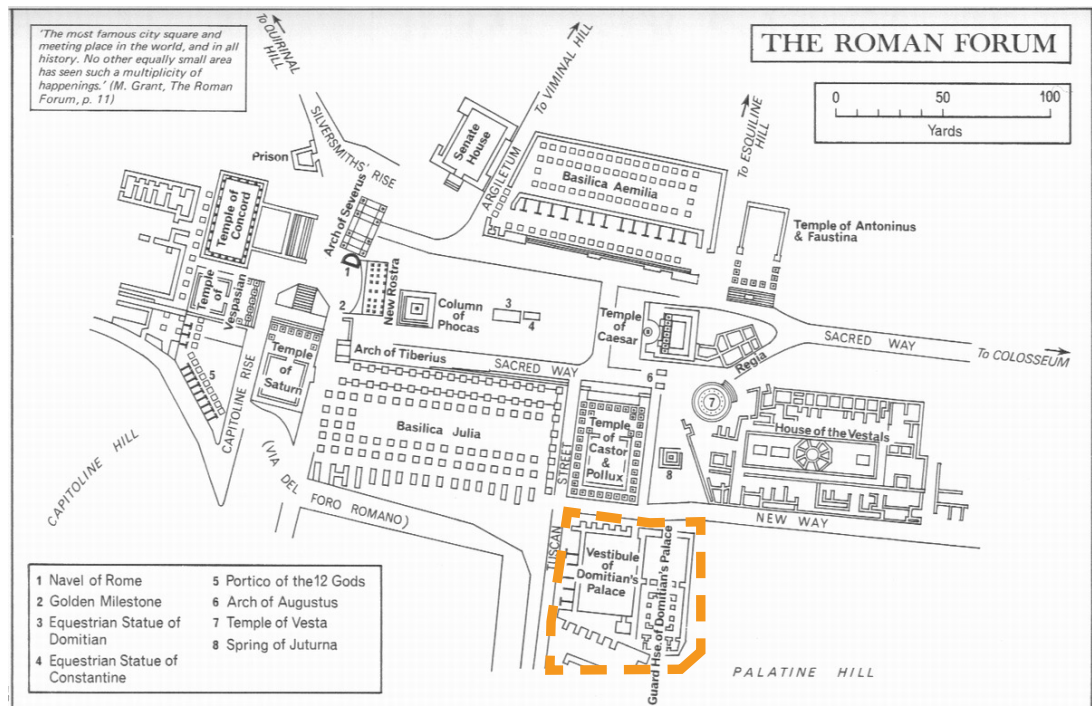 'The most famous city square and
meeting place in the world, and in all
history. No other equally small area
has seen such a multiplicity of
happenings.' (M. Grant, The Roman
Forum, p. 11)
To QUIRINAL
HILL
To VIMINAL HILL
THE ROMAN FORUM
0 50 100
Yards
To ESQUILINE
HILL
SILVERSMITHS' RISE
Prison
Senate
House
ARGILETUM
Basilica Aemilia
Temple of
Concord
Arch of Severus
Temple of Antoninus
& Faustina
1
Temple of
Vespasian
2
New Rostra
Column
of
Phocas
3
4
Temple
of
Caesar
Regia
SACRED WAY
To COLOSSEUM
Arch of Tiberius
SACRED WAY
Temple
of
Saturn
5
CAPITOLINE RISE
6
7
Basilica Julia
Temple
of
Castor
&
Pollux
House of the Vestals
8
CAPITOLINE HILL
(VIA DEL FORO ROMANO)
TUSCAN STREET
NEW WAY
Vestibule
of
Domitian's
Palace
Guard Hse. of Domitian's Palace
PALATINE HILL
1 Navel of Rome
2 Golden Milestone
3 Equestrian Statue of
Domitian
4 Equestrian Statue of
Constantine
5 Portico of the 12 Gods
6 Arch of Augustus
7 Temple of Vesta
8 Spring of Juturna